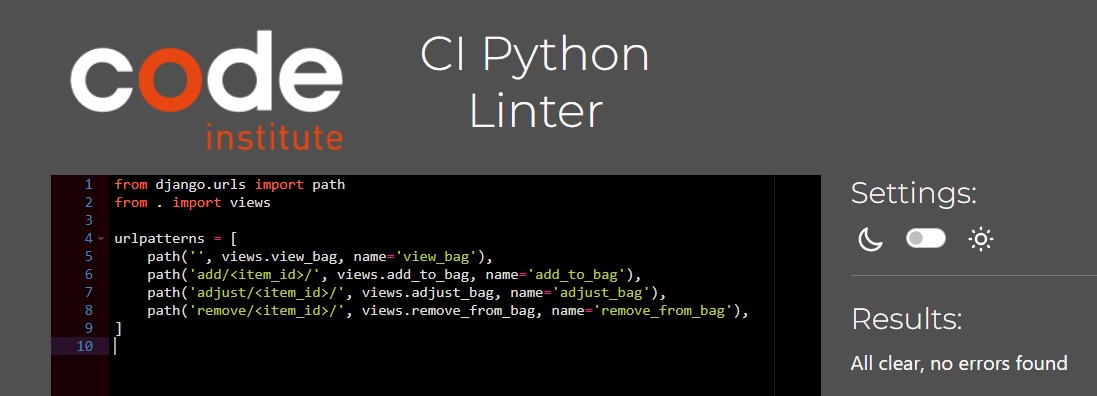 code
institute
CI Python
Linter
1 from django.urls import path
2 from . import views
3
4 urlpatterns = [
5     path('', views.view_bag, name='view_bag'),
6     path('add/<item_id>/', views.add_to_bag, name='add_to_bag'),
7     path('adjust/<item_id>/', views.adjust_bag, name='adjust_bag'),
8     path('remove/<item_id>/', views.remove_from_bag, name='remove_from_bag'),
9 ]
10
Settings:
Results:
All clear, no errors found